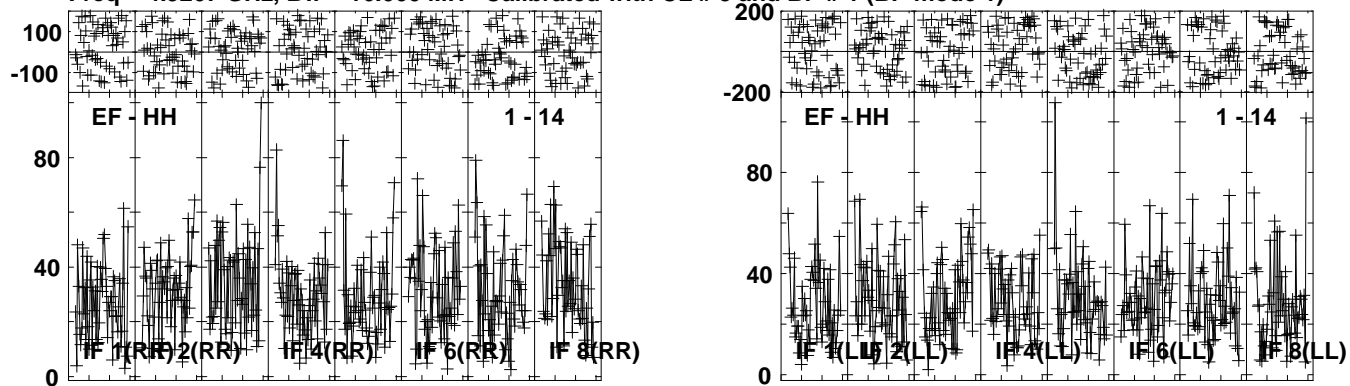 100
-100
EF - HH 1 - 14
80
40
0
IF 1(RR) IF 2(RR) IF 4(RR) IF 6(RR) IF 8(RR)
200
-200
EF - HH 1 - 14
80
40
0
IF 1(LL) IF 2(LL) IF 4(LL) IF 6(LL) IF 8(LL)